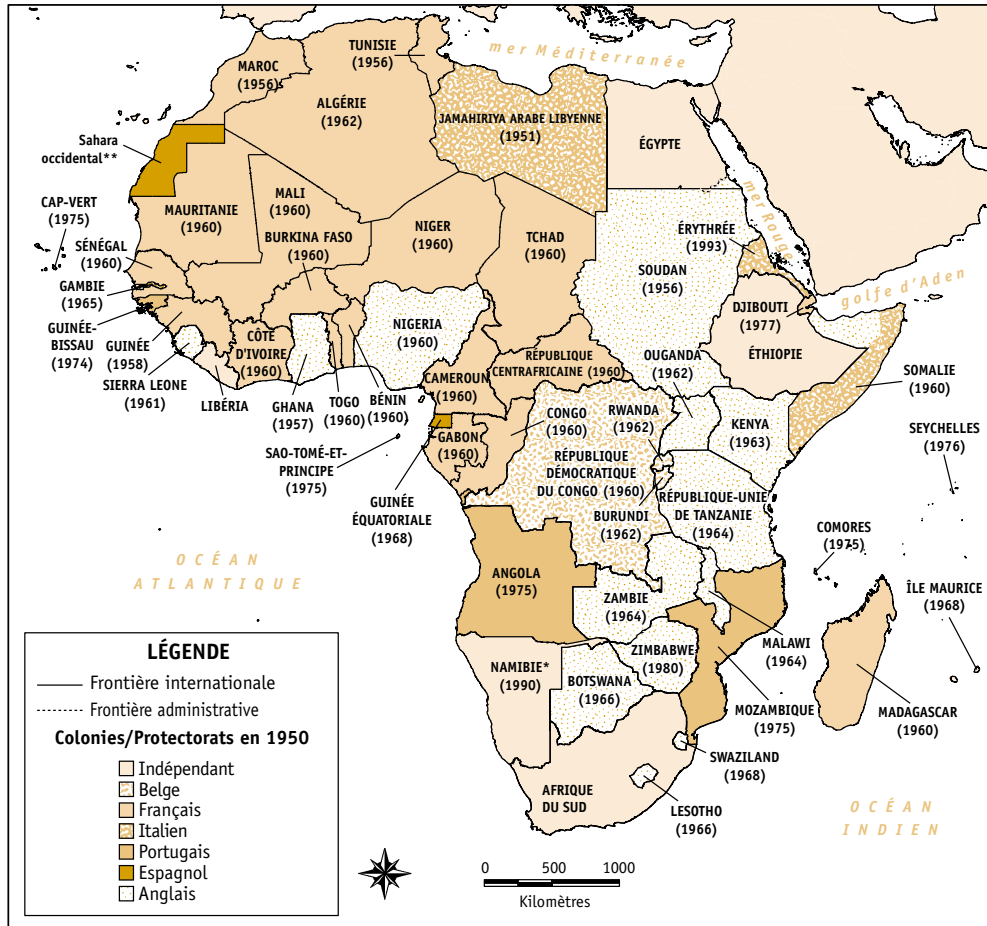 mer Méditerranée
TUNISIE
(1956)
MAROC
(1956)
ALGÉRIE
(1962)
JAMAHIRIYA ARABE LIBYENNE
(1951)
ÉGYPTE
Sahara
occidental**
mer Rouge
CAP-VERT
(1975)
MAURITANIE
(1960)
MALI
(1960)
BURKINA FASO
(1960)
NIGER
(1960)
TCHAD
(1960)
SOUDAN
(1956)
ÉRYTHRÉE
(1993)
golfe d'Aden
SÉNÉGAL
(1960)
GAMBIE
(1965)
GUINÉE-
BISSAU
(1974)
GUINÉE
(1958)
SIERRA LEONE
(1961)
LIBÉRIA
CÔTE
D'IVOIRE
(1960)
GHANA
(1957)
TOGO
(1960)
BÉNIN
(1960)
NIGERIA
(1960)
CAMEROUN
(1960)
RÉPUBLIQUE
CENTRAFRICAINE (1960)
DJIBOUTI
(1977)
ÉTHIOPIE
OUGANDA
(1962)
SOMALIE
(1960)
KENYA
(1963)
SEYCHELLES
(1976)
SAO-TOMÉ-ET-
PRINCIPE
(1975)
GUINÉE
ÉQUATORIALE
(1968)
GABON
(1960)
CONGO
(1960)
RWANDA
(1962)
RÉPUBLIQUE
DÉMOCRATIQUE
DU CONGO (1960)
BURUNDI
(1962)
RÉPUBLIQUE-UNIE
DE TANZANIE
(1964)
COMORES
(1975)
ÎLE MAURICE
(1968)
OCÉAN
ATLANTIQUE
ANGOLA
(1975)
ZAMBIE
(1964)
MALAWI
(1964)
ZIMBABWE
(1980)
NAMIBIE*
(1990)
BOTSWANA
(1966)
MOZAMBIQUE
(1975)
MADAGASCAR
(1960)
SWAZILAND
(1968)
AFRIQUE
DU SUD
LESOTHO
(1966)
OCÉAN
INDIEN
LÉGENDE
Frontière internationale
Frontière administrative
Colonies/Protectorats en 1950
Indépendant
Belge
Français
Italien
Portugais
Espagnol
Anglais
0 500 1000
Kilomètres